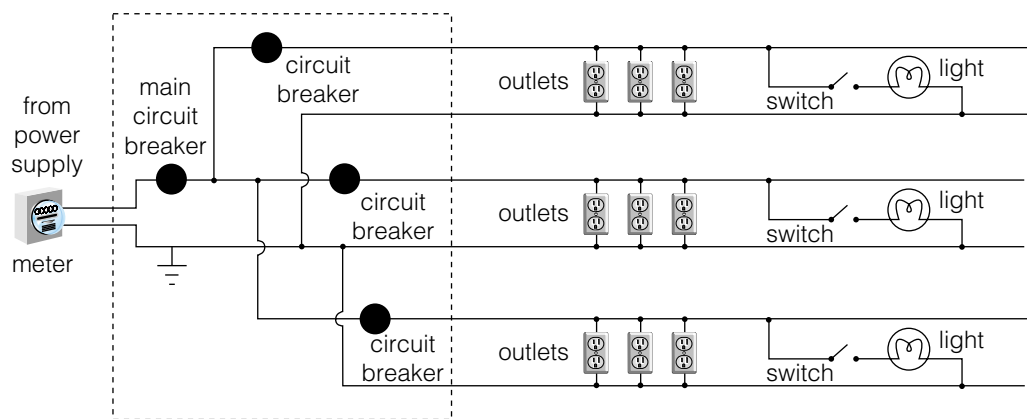 from
power
supply
meter
main
circuit
breaker
circuit
breaker
outlets
switch
light
circuit
breaker
outlets
switch
light
circuit
breaker
outlets
switch
light